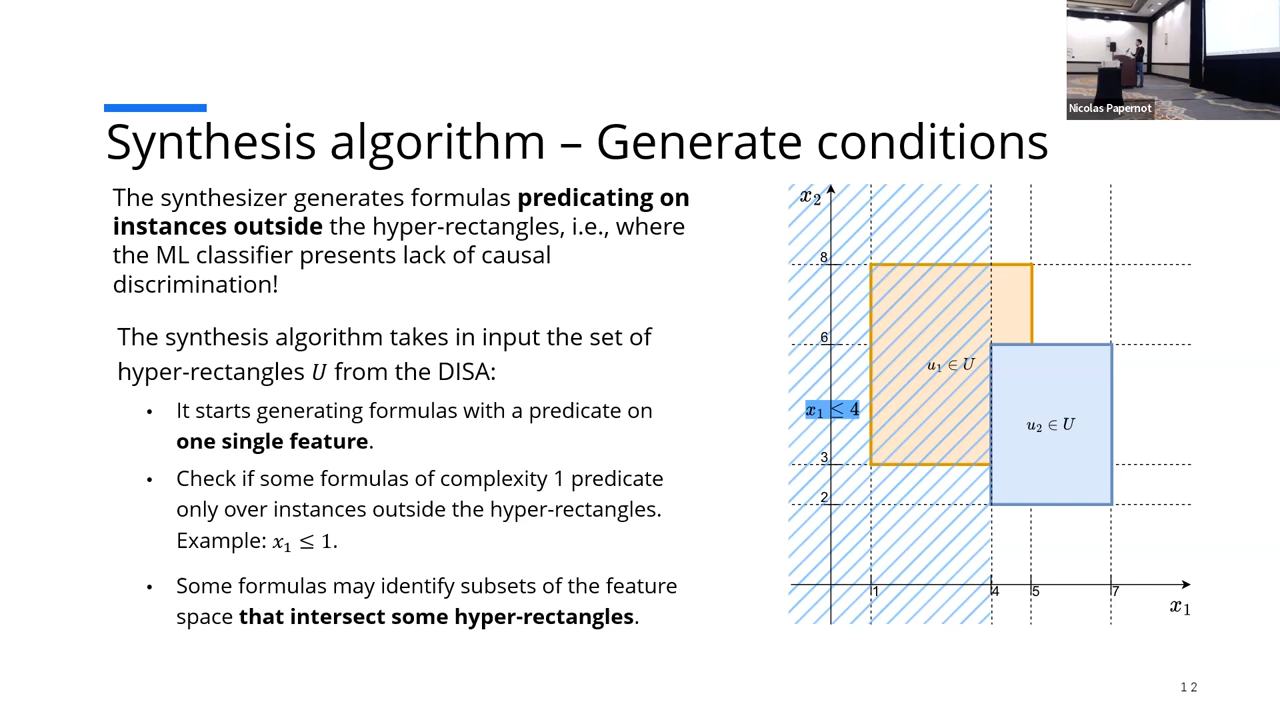 Nicolas Papernot
Synthesis algorithm – Generate conditions
The synthesizer generates formulas predicating on
instances outside the hyper-rectangles, i.e., where
the ML classifier presents lack of causal
discrimination!
The synthesis algorithm takes in input the set of
hyper-rectangles U from the DISA:
• It starts generating formulas with a predicate on
one single feature.
• Check if some formulas of complexity 1 predicate
only over instances outside the hyper-rectangles.
Example: x₁ ≤ 1.
• Some formulas may identify subsets of the feature
space that intersect some hyper-rectangles.
x₂
8
6
u₁ ∈ U
x₁ ≤ 4
u₂ ∈ U
3
2
1 4 5 7
x₁
12